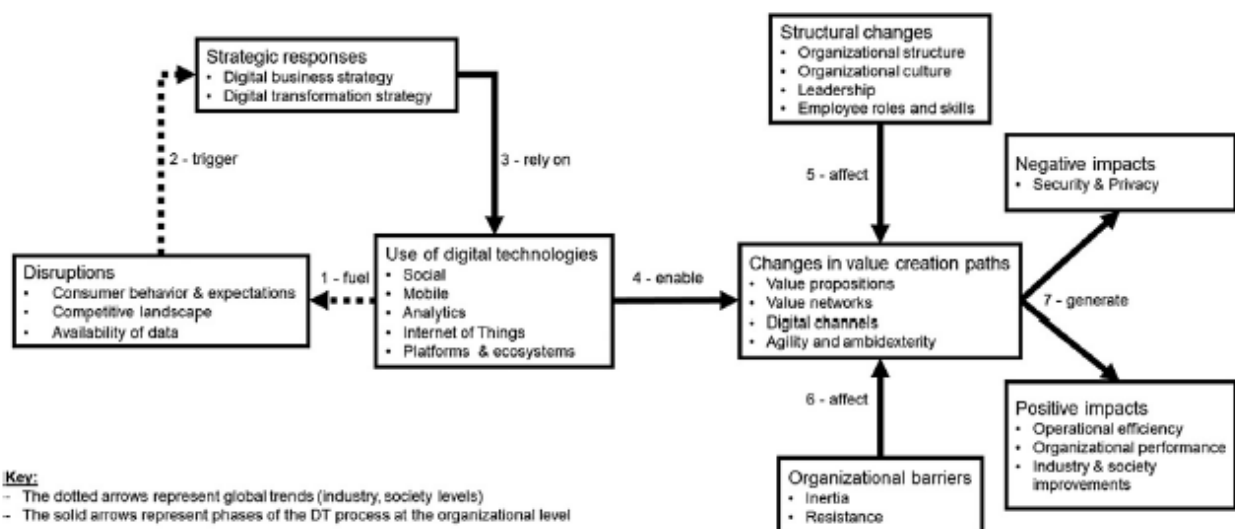 Strategic responses
• Digital business strategy
• Digital transformation strategy
2 - trigger
3 - rely on
Disruptions
• Consumer behavior & expectations
• Competitive landscape
• Availability of data
1 - fuel
Use of digital technologies
• Social
• Mobile
• Analytics
• Internet of Things
• Platforms & ecosystems
4 - enable
Structural changes
• Organizational structure
• Organizational culture
• Leadership
• Employee roles and skills
5 - affect
Changes in value creation paths
• Value propositions
• Value networks
• Digital channels
• Agility and ambidexterity
6 - affect
Organizational barriers
• Inertia
• Resistance
Negative impacts
• Security & Privacy
7 - generate
Positive impacts
• Operational efficiency
• Organizational performance
• Industry & society
improvements
Key:
- The dotted arrows represent global trends (industry, society levels)
- The solid arrows represent phases of the DT process at the organizational level